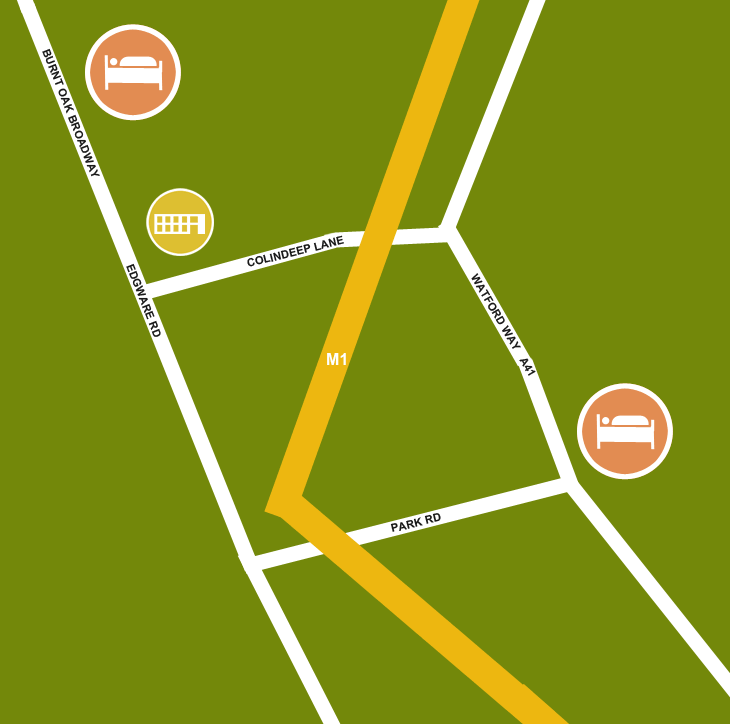 BURNT OAK BROADWAY
COLINDEEP LANE
EDGWARE RD
WATFORD WAY A41
M1
PARK RD